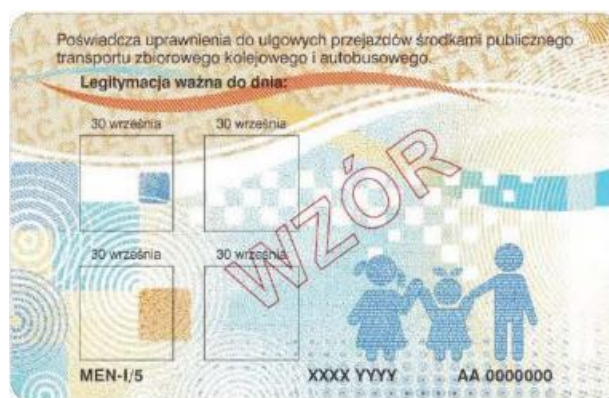 Poświadcza uprawnienia do ulgowych przejazdów środkami publicznego
transportu zbiorowego kolejowego i autobusowego.
Legitymacja ważna do dnia:
30 września 30 września
WZÓR
30 września 30 września
MEN-I/5 XXXX YYYY AA 0000000